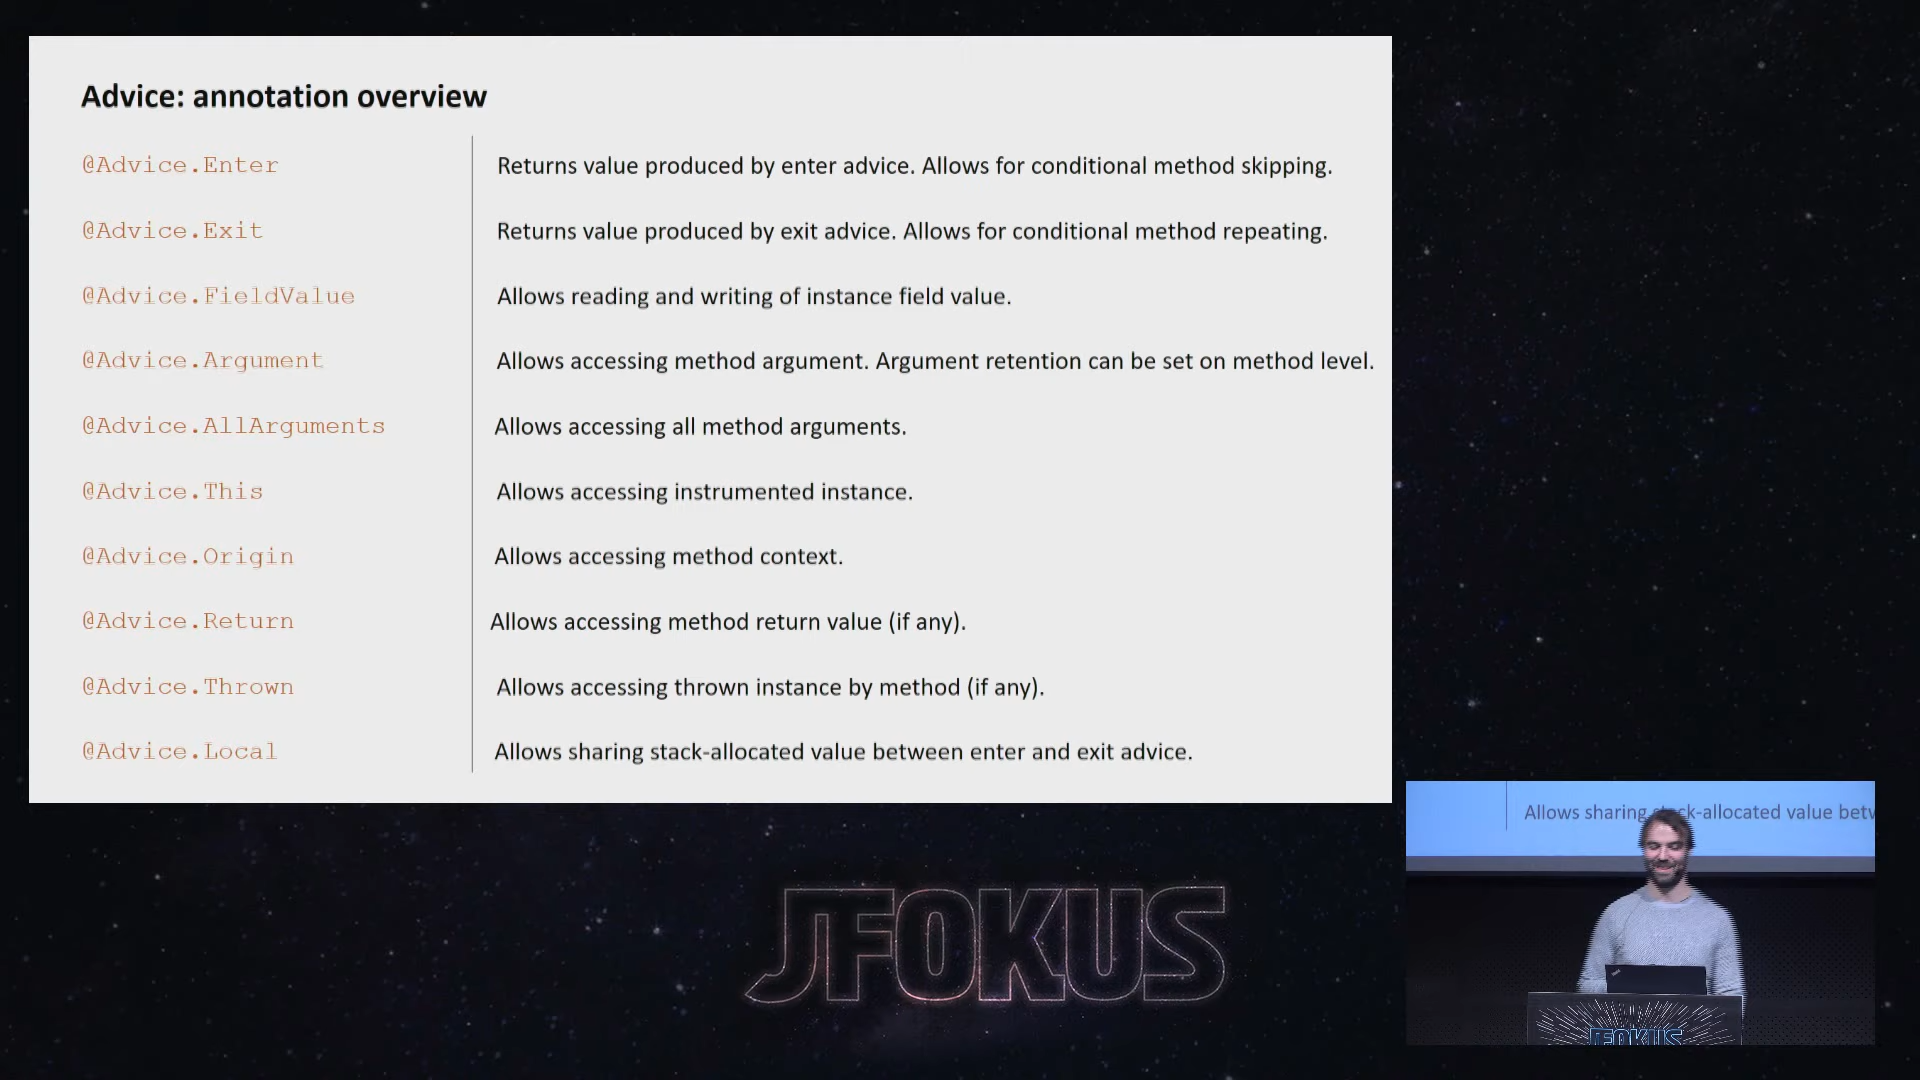 Advice: annotation overview
@Advice.Enter Returns value produced by enter advice. Allows for conditional method skipping.
@Advice.Exit Returns value produced by exit advice. Allows for conditional method repeating.
@Advice.FieldValue Allows reading and writing of instance field value.
@Advice.Argument Allows accessing method argument. Argument retention can be set on method level.
@Advice.AllArguments Allows accessing all method arguments.
@Advice.This Allows accessing instrumented instance.
@Advice.Origin Allows accessing method context.
@Advice.Return Allows accessing method return value (if any).
@Advice.Thrown Allows accessing thrown instance by method (if any).
@Advice.Local Allows sharing stack-allocated value between enter and exit advice.
Allows sharing -allocated value
JFOKUS
JFOKUS